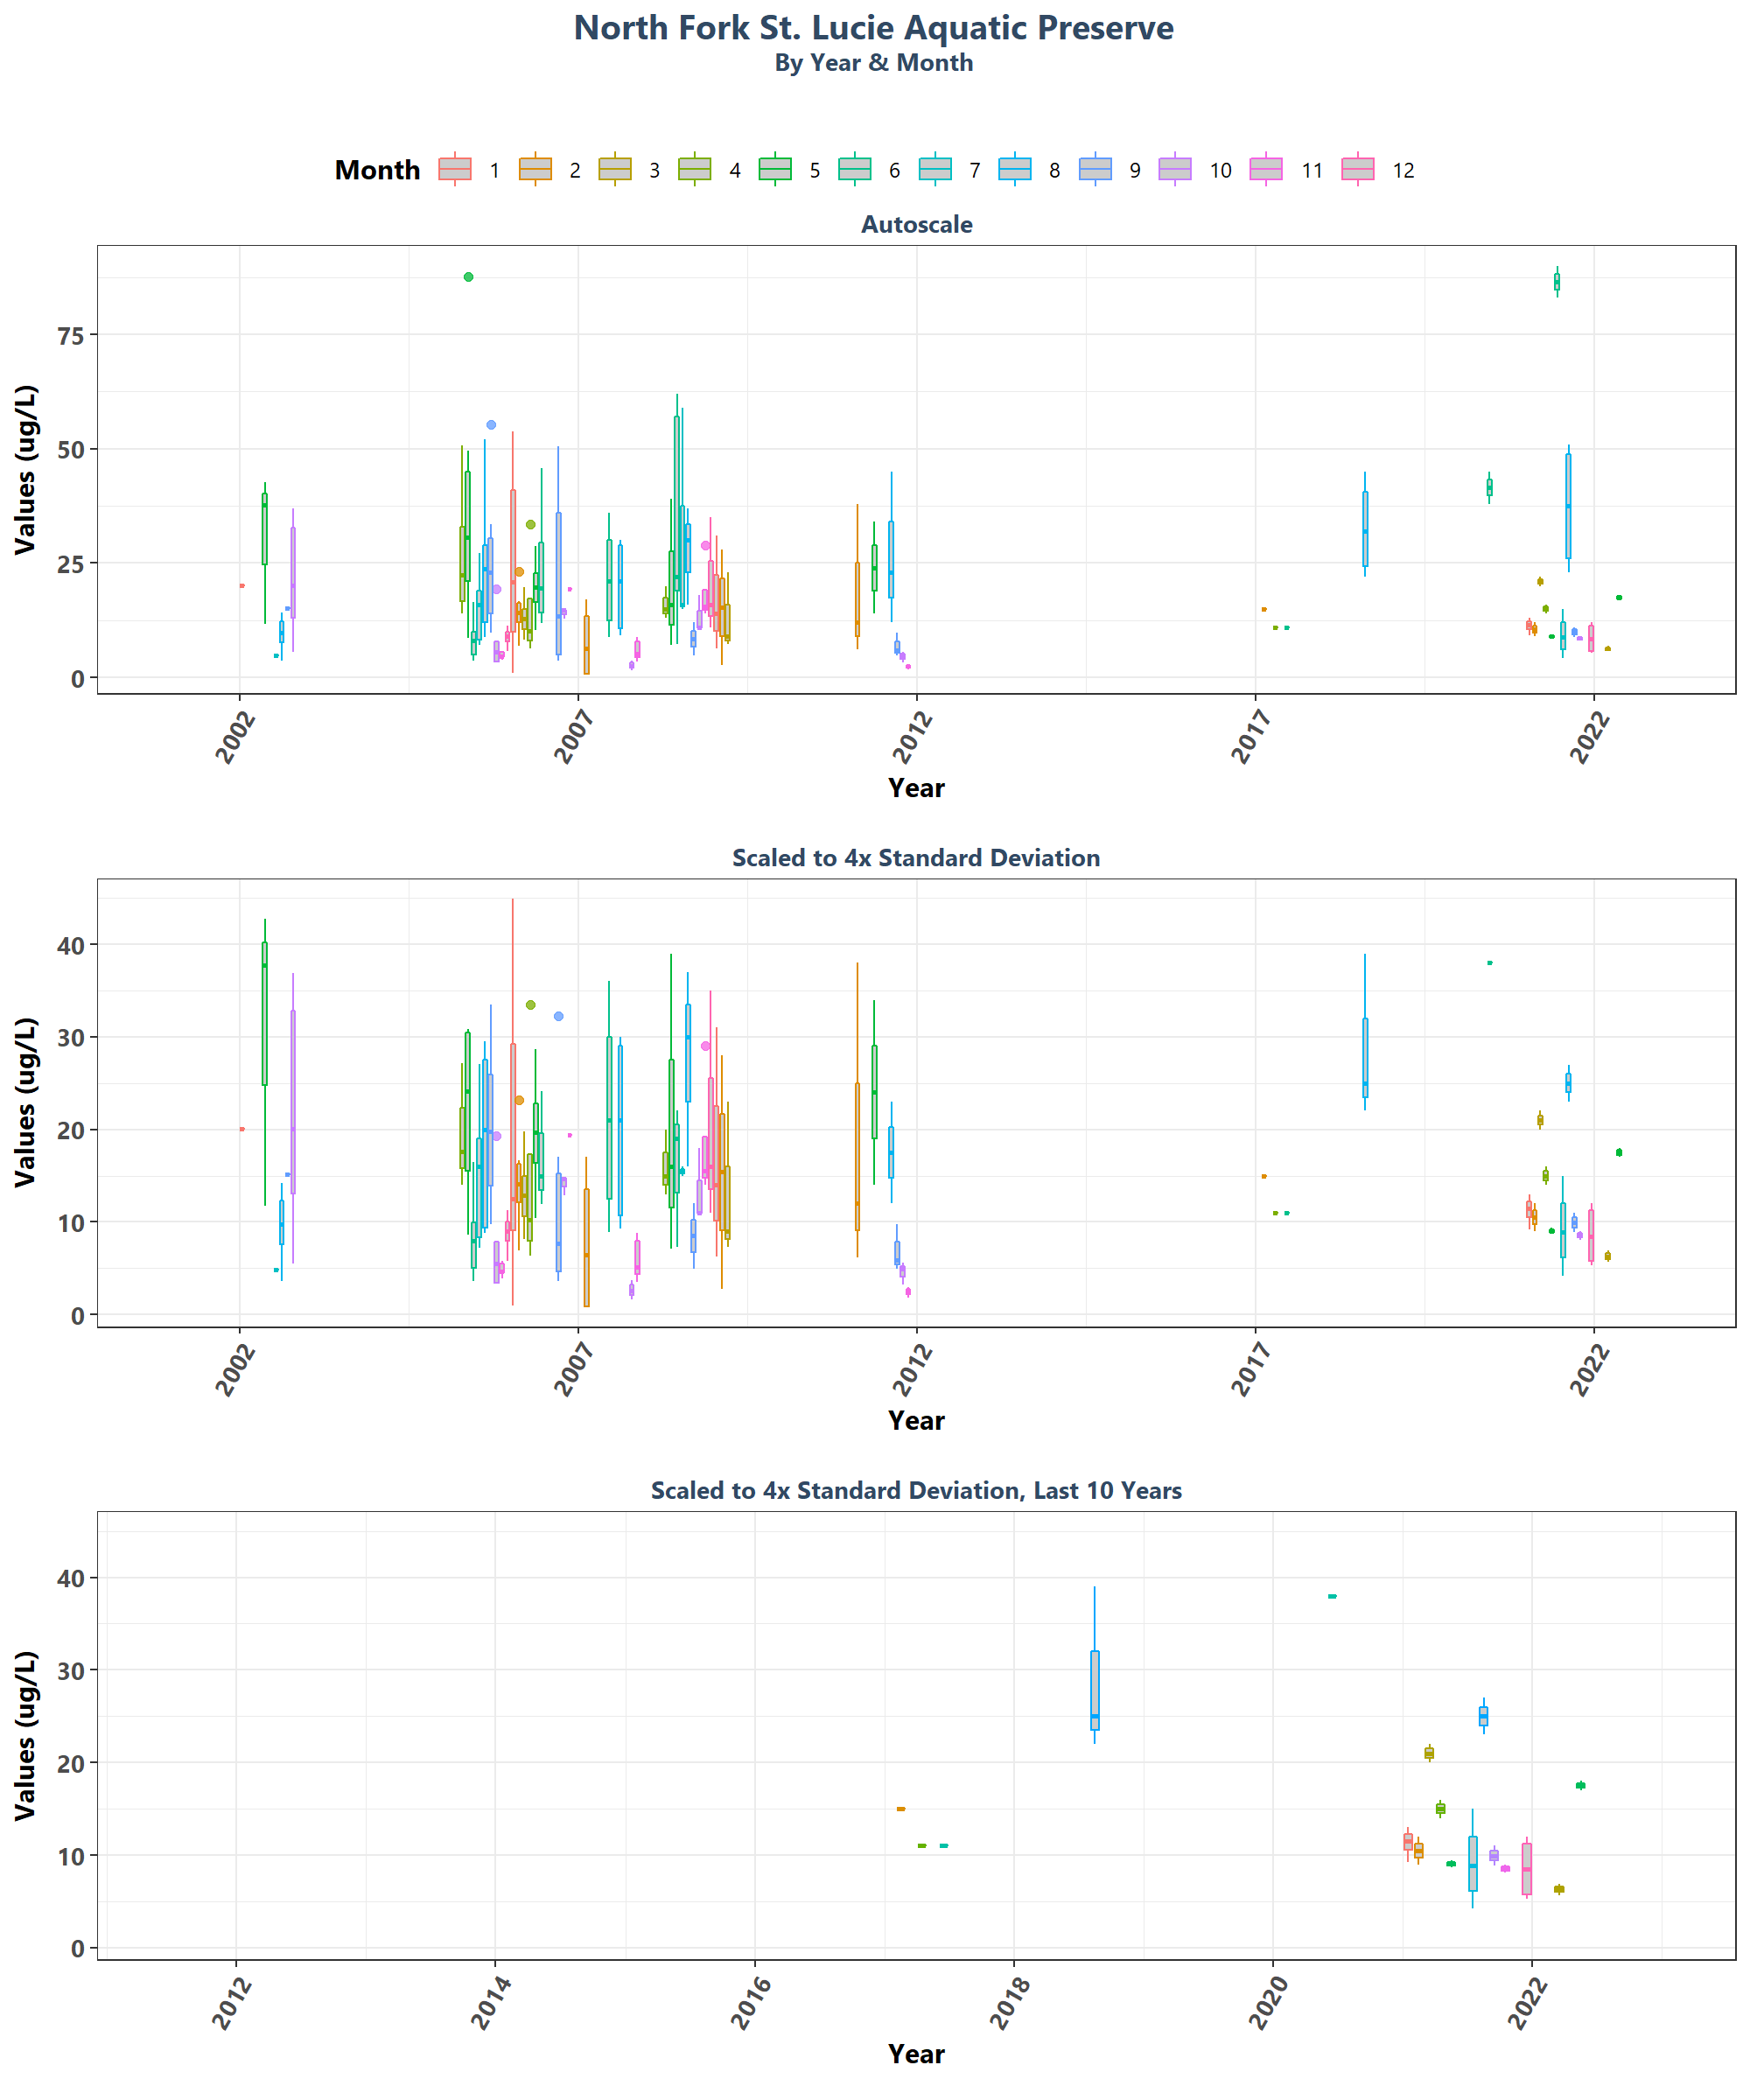 North Fork St. Lucie Aquatic Preserve
By Year & Month
Month 1 2 3 4 5 6 7 8 9 10 11 12
Autoscale
Values (ug/L)
75
50
25
0
2002 2007 2012 2017 2022
Year
Scaled to 4x Standard Deviation
Values (ug/L)
40
30
20
10
0
2002 2007 2012 2017 2022
Year
Scaled to 4x Standard Deviation, Last 10 Years
Values (ug/L)
40
30
20
10
0
2012 2014 2016 2018 2020 2022
Year